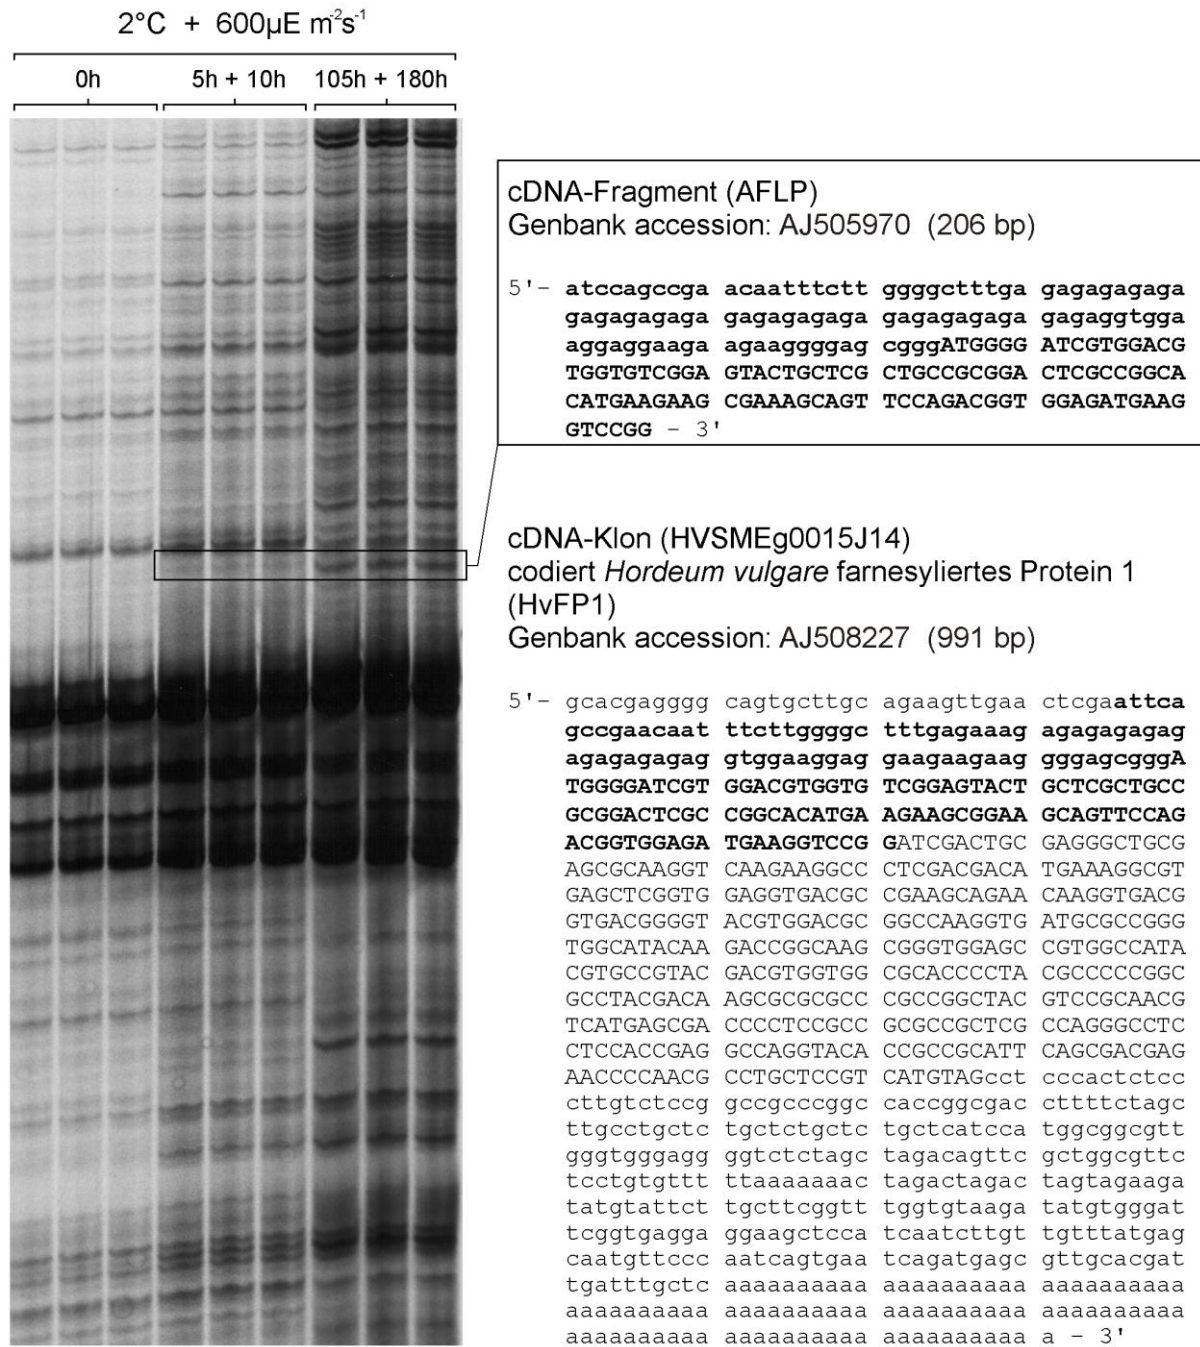 2°C + 600µE m-2s-1
0h 5h + 10h 105h + 180h
cDNA-Fragment (AFLP)
Genbank accession: AJ505970 (206 bp)
5'- atccagccga acaatttctt ggggctttga gagagagaga
gagagagaga gagagagaga gagagagaga gagaggtgga
aggaggaaga agaaggggag cgggATGGGG ATCGTGGACG
TGGTGTCGGA GTACTGCTCG CTGCCGCGGA CTCGCCGGCA
CATGAAGAAG CGAAAGCAGT TCCAGACGGT GGAGATGAAG
GTCCGG - 3'
cDNA-Klon (HVSMEg0015J14)
codiert Hordeum vulgare farnesyliertes Protein 1
(HvFP1)
Genbank accession: AJ508227 (991 bp)
5'- gcacgagggg cagtgcttgc agaagttgaa ctcgaattca
gccgaacaat ttcttggggc tttgagaaag agagagagag
agagagagag gtggaaggag gaagaagaag gggagcgggA
TGGGGATCGT GGACGTGGTG TCGGAGTACT GCTCGCTGCC
GCGGACTCGC CGGCACATGA AGAAGCGGAA GCAGTTCCAG
ACGGTGGAGA TGAAGGTCCG GATCGACTGC GAGGGCTGCG
AGCGCAAGGT CAAGAAGGCC CTCGACGACA TGAAAGGCGT
GAGCTCGGTG GAGGTGACGC CGAAGCAGAA CAAGGTGACG
GTGACGGGGT ACGTGGACGC GGCCAAGGTG ATGCGCCGGG
TGGCATACAA GACCGGCAAG CGGGTGGAGC CGTGGCCATA
CGTGCCGTAC GACGTGGTGG CGCACCCCTA CGCCCCCGGC
GCCTACGACA AGCGCGCGCC CGCCGGCTAC GTCCGCAACG
TCATGAGCGA CCCCTCCGCC GCGCCGCTCG CCAGGGCCTC
CTCCACCGAG GCCAGGTACA CCGCCGCATT CAGCGACGAG
AACCCCAACG CCTGCTCCGT CATGTAGcct cccactctcc
cttgtctccg gccgcccggc caccggcgac cttttctagc
ttgcctgctc tgctctgctc tgctcatcca tggcggcgtt
gggtgggagg ggtctctagc tagacagttc gctggcgttc
tcctgtgttt ttaaaaaaac tagactagac tagtagaaga
tatgtattct tgcttcggtt tggtgtaaga tatgtgggat
tcggtgagga ggaagctcca tcaatcttgt tgtttatgag
caatgttccc aatcagtgaa tcagatgagc gttgcacgat
tgatttgctc aaaaaaaaaa aaaaaaaaaa aaaaaaaaaa
aaaaaaaaaa aaaaaaaaaa aaaaaaaaaa aaaaaaaaaa
aaaaaaaaaa aaaaaaaaaa aaaaaaaaaa a - 3'